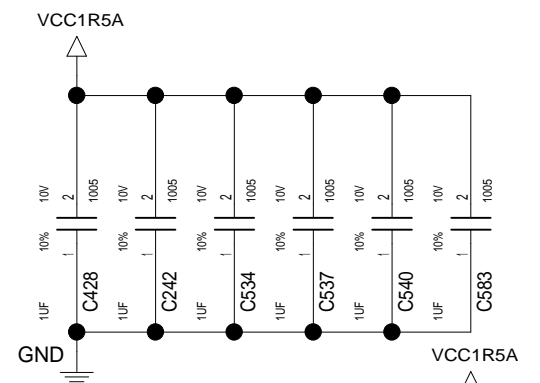 VCC1R5A
10V 2 1005
10V 2 1005
10V 2 1005
10V 2 1005
10V 2 1005
10V 2 1005
10% 1
10% 1
10% 1
10% 1
10% 1
10% 1
1UF C428
1UF C242
1UF C534
1UF C537
1UF C540
1UF C583
GND
VCC1R5A